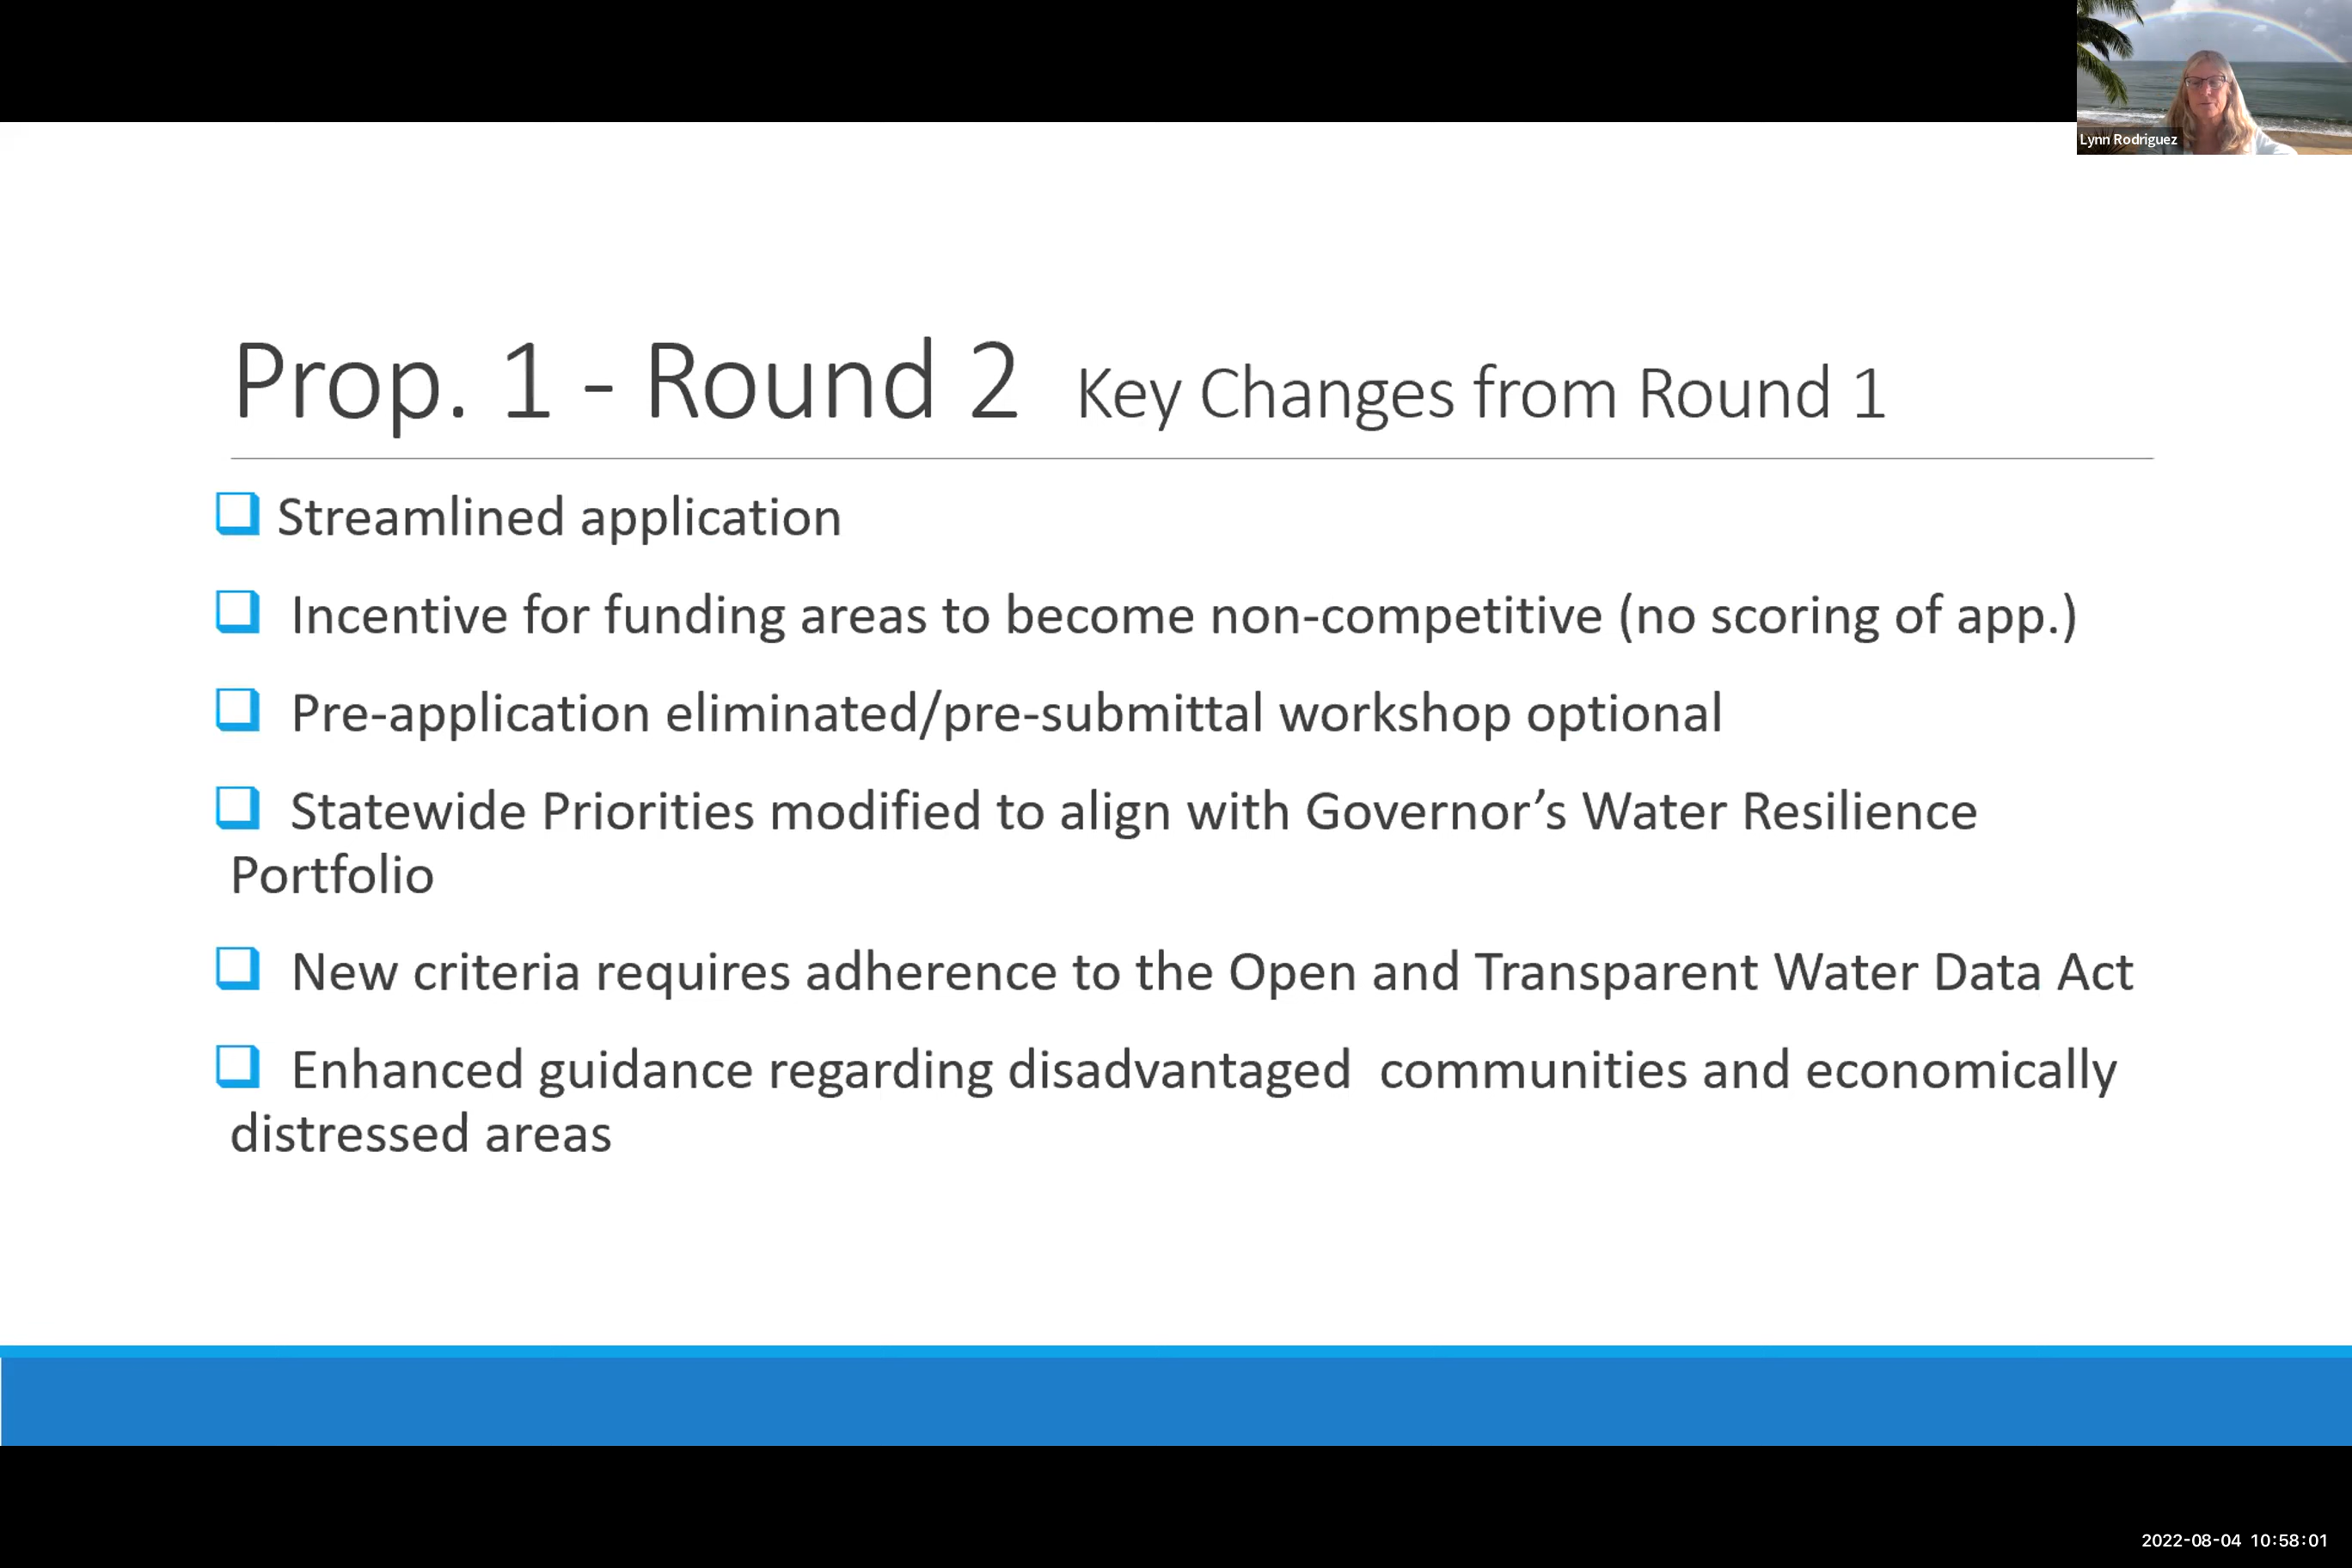 Lynn Rodriguez
Prop. 1 - Round 2 Key Changes from Round 1
Streamlined application
Incentive for funding areas to become non-competitive (no scoring of app.)
Pre-application eliminated/pre-submittal workshop optional
Statewide Priorities modified to align with Governor’s Water Resilience
Portfolio
New criteria requires adherence to the Open and Transparent Water Data Act
Enhanced guidance regarding disadvantaged communities and economically
distressed areas
2022-08-04 10:58:01